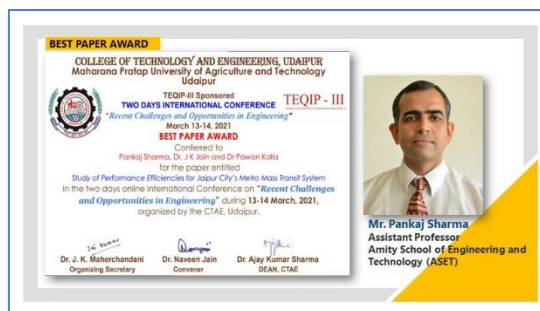 BEST PAPER AWARD
COLLEGE OF TECHNOLOGY AND ENGINEERING, UDAIPUR
Maharana Pratap University of Agriculture and Technology
Udaipur
TEQIP-III Sponsored
TWO DAYS INTERNATIONAL CONFERENCE
TEQIP - III
"Recent Challenges and Opportunities in Engineering"
March 13-14, 2021
BEST PAPER AWARD
Conferred to
Pankaj Sharma, Dr. J K Jain and Dr Pawan Kalla
for the paper entitled
Study of Performance Efficiencies for Jaipur City's Metro Mass Transit System
in the two days online International Conference on "Recent Challenges
and Opportunities in Engineering" during 13-14 March, 2021,
organized by the CTAE, Udaipur.
Dr. J. K. Maherchandani
Organizing Secretary
Dr. Naveen Jain
Convener
Dr. Ajay Kumar Sharma
DEAN, CTAE
Mr. Pankaj Sharma
Assistant Professor
Amity School of Engineering and
Technology (ASET)